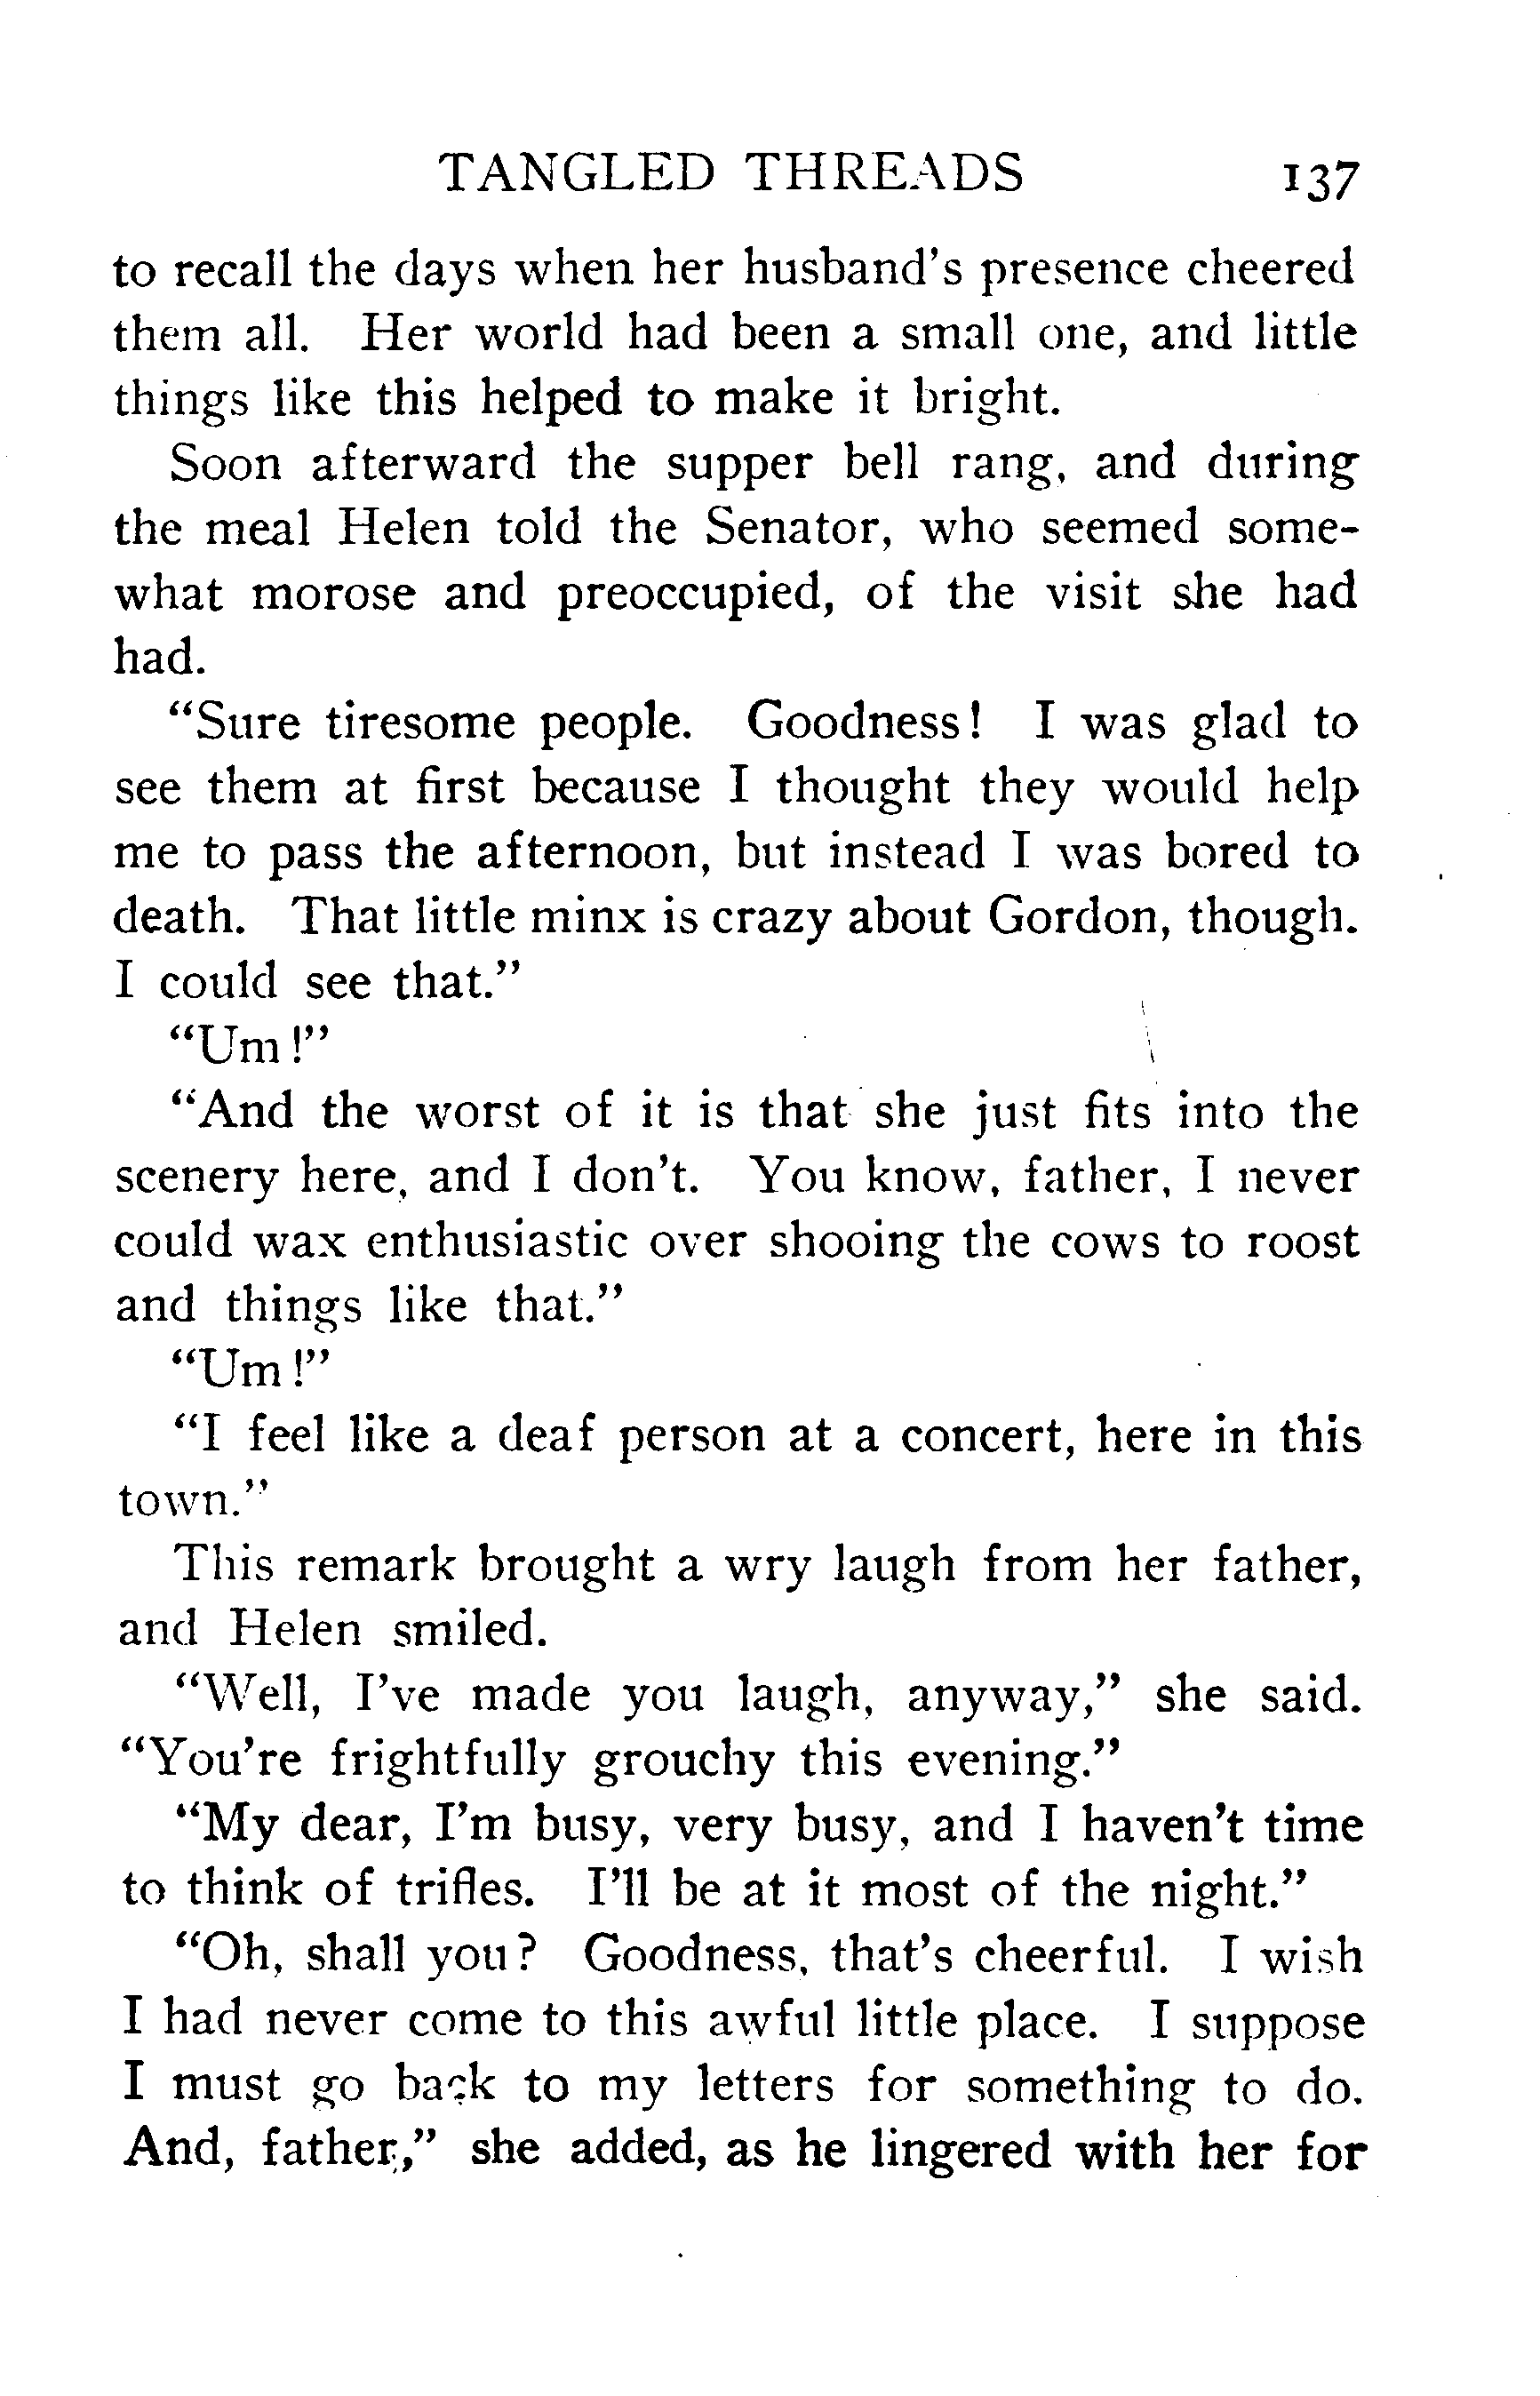 TANGLED THREADS 137
to recall the days when her husband's presence cheered
them all. Her world had been a small one, and little
things like this helped to make it bright.
Soon afterward the supper bell rang, and during
the meal Helen told the Senator, who seemed some-
what morose and preoccupied, of the visit she had
had.
"Sure tiresome people. Goodness! I was glad to
see them at first because I thought they would help
me to pass the afternoon, but instead I was bored to
death. That little minx is crazy about Gordon, though.
I could see that."
"Um!"
"And the worst of it is that she just fits into the
scenery here, and I don't. You know, father, I never
could wax enthusiastic over shooing the cows to roost
and things like that."
"Um!"
"I feel like a deaf person at a concert, here in this
town."
This remark brought a wry laugh from her father,
and Helen smiled.
"Well, I've made you laugh, anyway," she said.
"You're frightfully grouchy this evening."
"My dear, I'm busy, very busy, and I haven't time
to think of trifles. I'll be at it most of the night."
"Oh, shall you? Goodness, that's cheerful. I wish
I had never come to this awful little place. I suppose
I must go back to my letters for something to do.
And, father," she added, as he lingered with her for